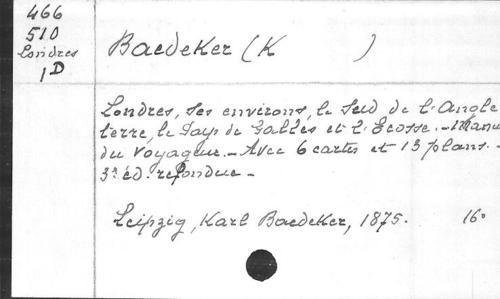 466
510
Londres
1D
Baedeker (K )
Londres, ses environs, le Sud de l'Angle
terre, le Pays de Galles et l'Ecosse. - Manu
du Voyageur. - Avec 6 cartes et 13 plans. -
3e éd. refondue -
Leipzig, Karl Baedeker, 1875. 16°